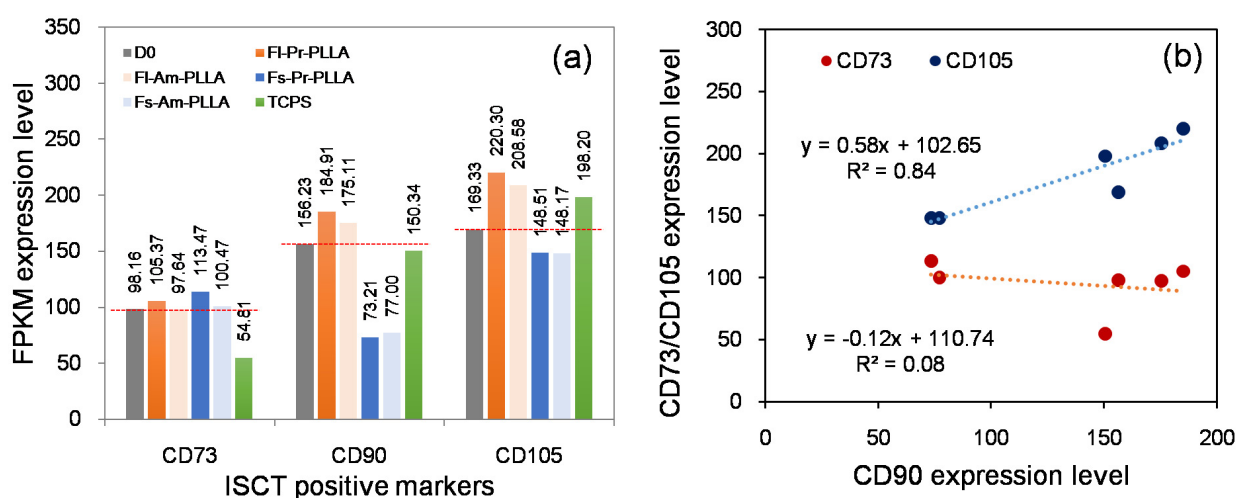 (a)
D0
Fl-Pr-PLLA
Fl-Am-PLLA
Fs-Pr-PLLA
Fs-Am-PLLA
TCPS
FPKM expression level
350
300
250
200
150
100
50
0
98.16
105.37
97.64
113.47
100.47
54.81
156.23
184.91
175.11
73.21
77.00
150.34
169.33
220.30
208.58
148.51
148.17
198.20
CD73
CD90
CD105
ISCT positive markers
(b)
CD73
CD105
CD73/CD105 expression level
300
250
200
150
100
50
0
y = 0.58x + 102.65
R² = 0.84
y = -0.12x + 110.74
R² = 0.08
0
50
100
150
200
CD90 expression level